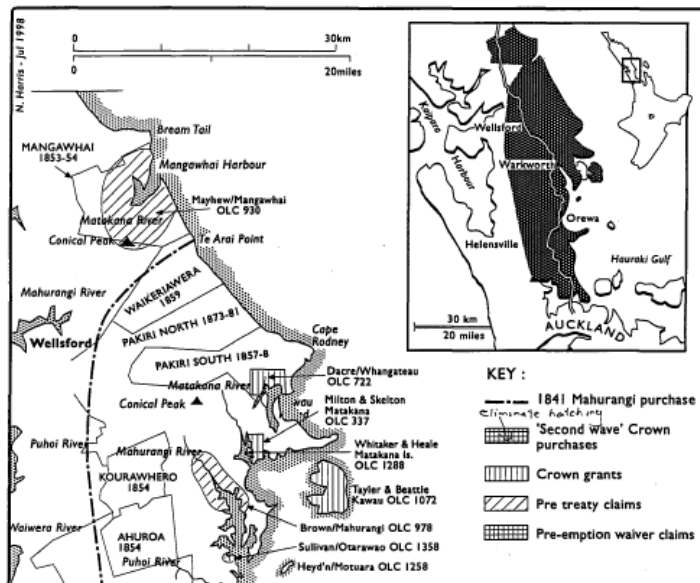 N. Harris - Jul 1998
0 30km
0 20miles
Bream Tail
MANGAWHAI
1853-54
Mangawhai Harbour
Mayhew/Mangawhai
OLC 930
Matakana River
Conical Peak
Te Arai Point
WAIKERIAWERA
1859
Mahurangi River
PAKIRI NORTH 1873-81
Wellsford
Cape
Rodney
PAKIRI SOUTH 1857-8
Dacre/Whangateau
OLC 722
Matakana River
Milton & Skelton
Matakana
OLC 337
Conical Peak
Puhoi River
Whitaker & Heale
Matakana Is.
OLC 1288
Mahurangi River
KOURAWHERO
1854
Tayler & Beattie
Kawau OLC 1072
Waiwera River
Brown/Mahurangi OLC 978
AHUROA
1854
Sullivan/Otarawao OLC 1358
Puhoi River
Heyd'n/Motuara OLC 1258
Kaipara
Harbour
Wellsford
Warkworth
Orewa
Helensville
Hauraki Gulf
30 km
20 miles
AUCKLAND
KEY :
1841 Mahurangi purchase
eliminate hatching
'Second wave' Crown
purchases
Crown grants
Pre treaty claims
Pre-emption waiver claims